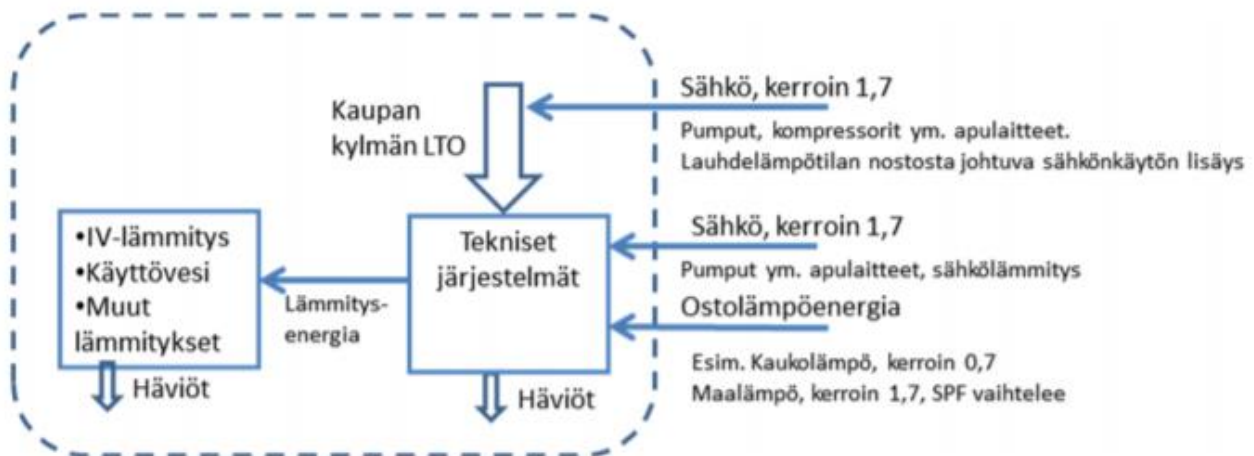 Kaupan
kylmän LTO
Sähkö, kerroin 1,7
Pumput, kompressorit ym. apulaitteet.
Lauhdelämpötilan nostosta johtuva sähkönkäytön lisäys
•IV-lämmitys
•Käyttövesi
•Muut
lämmitykset
Häviöt
Lämmitys-
energia
Tekniset
järjestelmät
Häviöt
Sähkö, kerroin 1,7
Pumput ym. apulaitteet, sähkölämmitys
Ostolämpöenergia
Esim. Kaukolämpö, kerroin 0,7
Maalämpö, kerroin 1,7, SPF vaihtelee